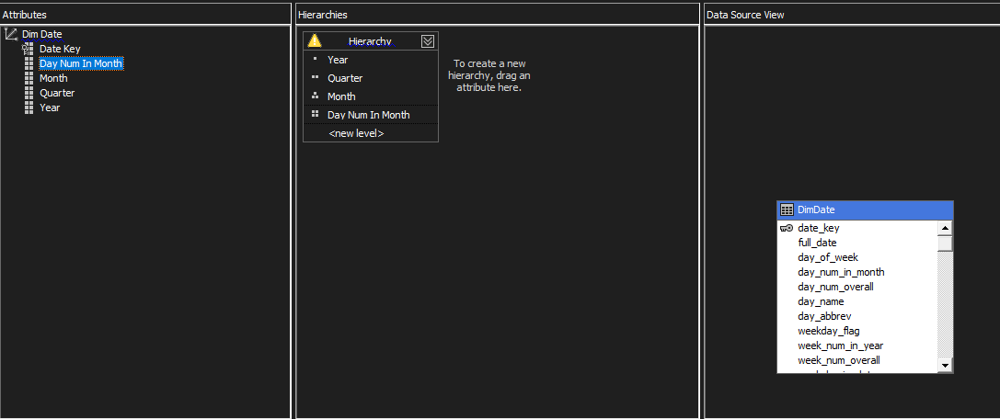 Attributes
Dim Date
Date Key
Day Num In Month
Month
Quarter
Year
Hierarchies
Hierarchy
Year
Quarter
Month
Day Num In Month
<new level>
To create a new
hierarchy, drag an
attribute here.
Data Source View
DimDate
date_key
full_date
day_of_week
day_num_in_month
day_num_overall
day_name
day_abbrev
weekday_flag
week_num_in_year
week_num_overall